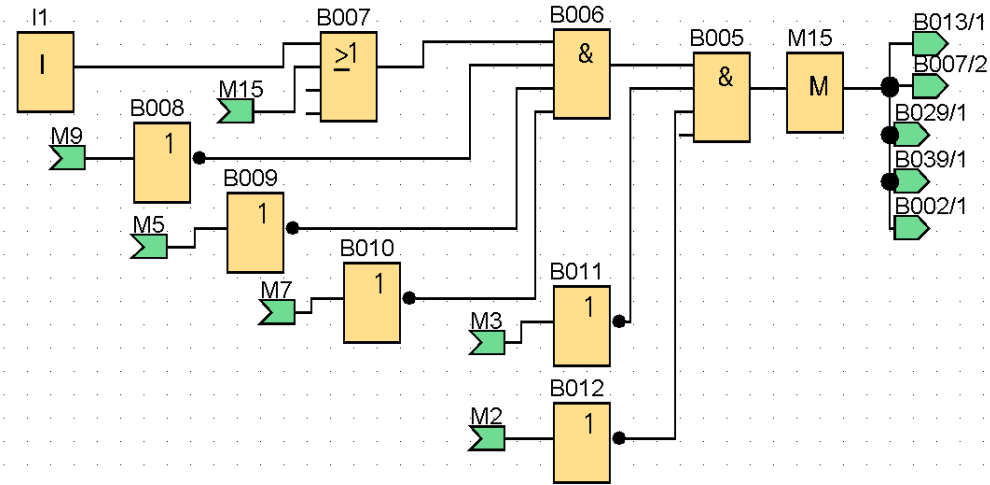 I1
B007
B006
B005
M15
B013/1
I
≥1
&
&
M
B007/2
M15
B008
B029/1
M9
1
B039/1
B009
M5
1
B002/1
B010
M7
1
B011
M3
1
B012
M2
1